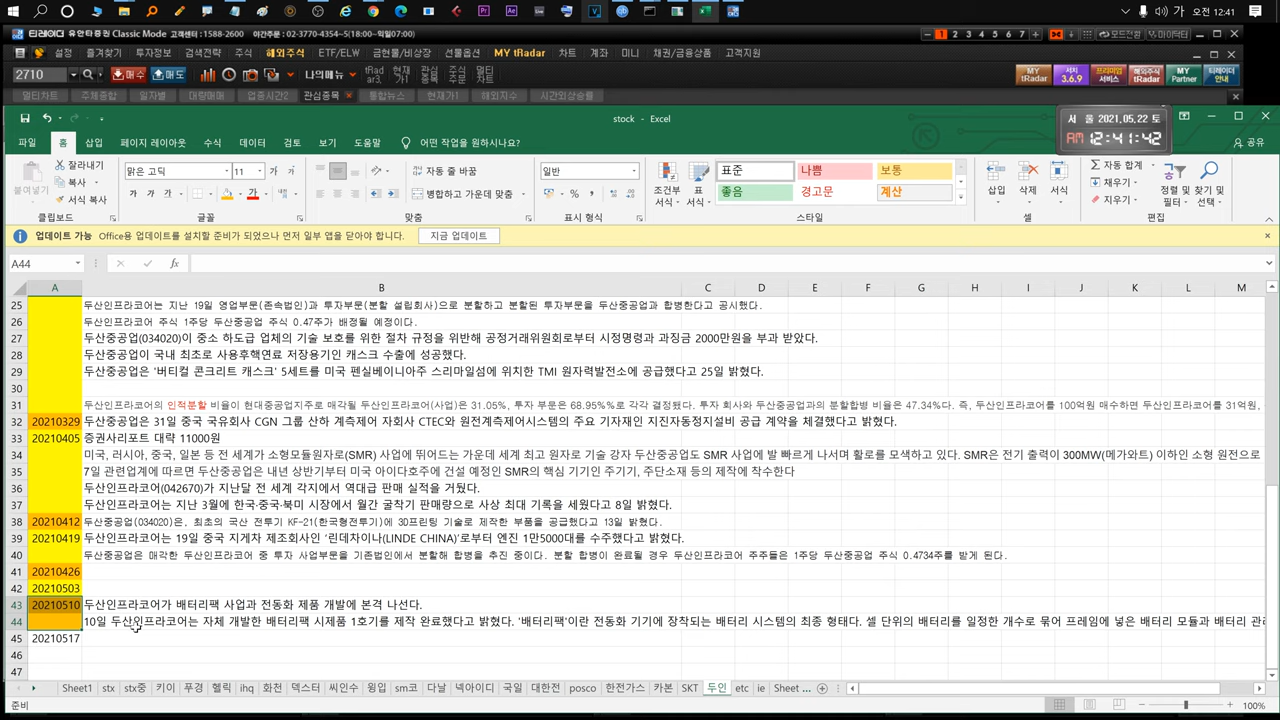 가 오전 12:41
티레이더 유안타증권 Classic Mode 고객센터 - 1588-2600 야간주문 - 02-3770-4354~5(18:00~익일07:00)
1 2 3 4 5 6 7
설정 즐겨찾기 투자정보 검색전략 주식 해외주식 ETF/ELW 금현물/비상장 선물옵션 MY tRadar 차트 계좌 미니 채권/금융상품 고객지원
2710 매수 매도 나의메뉴
MY tRadar 서치 3.6.9 프리미엄 서비스 해외주식 tRadar MY Partner 티레이더 안내
멀티차트 주체종합 일자별 대량매매 업종시간2 관심종목 통합뉴스 현재가1 해외지수 시간외상승률
stock - Excel
서 울 2021.05.22 토
AM 12:41:42
파일 홈 삽입 페이지 레이아웃 수식 데이터 검토 보기 도움말 어떤 작업을 원하시나요? 공유
붙여넣기 잘라내기 복사 서식 복사 클립보드
맑은 고딕 11 가 가 가 가 가 가 글꼴
자동 줄 바꿈 병합하고 가운데 맞춤 맞춤
일반 표시 형식
조건부 서식 표 서식 표준 나쁨 보통 좋음 경고문 계산 스타일
삽입 삭제 서식 셀
자동 합계 채우기 지우기 정렬 및 필터 찾기 및 선택 편집
업데이트 가능 Office용 업데이트를 설치할 준비가 되었으나 먼저 일부 앱을 닫아야 합니다. 지금 업데이트
A44 fx
A B C D E F G H I J K L M
25 두산인프라코어는 지난 19일 영업부문(존속법인)과 투자부문(분할 설립회사)으로 분할하고 분할된 투자부문을 두산중공업과 합병한다고 공시했다.
26 두산인프라코어 주식 1주당 두산중공업 주식 0.47주가 배정될 예정이다.
27 두산중공업(034020)이 중소 하도급 업체의 기술 보호를 위한 절차 규정을 위반해 공정거래위원회로부터 시정명령과 과징금 2000만원을 부과 받았다.
28 두산중공업이 국내 최초로 사용후핵연료 저장용기인 캐스크 수출에 성공했다.
29 두산중공업은 '버티컬 콘크리트 캐스크' 5세트를 미국 펜실베이니아주 스리마일섬에 위치한 TMI 원자력발전소에 공급했다고 25일 밝혔다.
30
31 두산인프라코어의 인적분할 비율이 현대중공업지주로 매각될 두산인프라코어(사업)은 31.05%, 투자 부문은 68.95%%로 각각 결정됐다. 투자 회사와 두산중공업과의 분할합병 비율은 47.34%다. 즉, 두산인프라코어를 100억원 매수하면 두산인프라코어를 31억원,
32 20210329 두산중공업은 31일 중국 국유회사 CGN 그룹 산하 계측제어 자회사 CTEC와 원전계측제어시스템의 주요 기자재인 지진자동정지설비 공급 계약을 체결했다고 밝혔다.
33 20210405 증권사리포트 대략 11000원
34 미국, 러시아, 중국, 일본 등 전 세계가 소형모듈원자로(SMR) 사업에 뛰어드는 가운데 세계 최고 원자로 기술 강자 두산중공업도 SMR 사업에 발 빠르게 나서며 활로를 모색하고 있다. SMR은 전기 출력이 300MW(메가와트) 이하인 소형 원전으로
35 7일 관련업계에 따르면 두산중공업은 내년 상반기부터 미국 아이다호주에 건설 예정인 SMR의 핵심 기기인 주기기, 주단소재 등의 제작에 착수한다
36 두산인프라코어(042670)가 지난달 전 세계 각지에서 역대급 판매 실적을 거뒀다.
37 두산인프라코어는 지난 3월에 한국·중국·북미 시장에서 월간 굴착기 판매량으로 사상 최대 기록을 세웠다고 8일 밝혔다.
38 20210412 두산중공업(034020)은, 최초의 국산 전투기 KF-21(한국형전투기)에 3D프린팅 기술로 제작한 부품을 공급했다고 13일 밝혔다.
39 20210419 두산인프라코어는 19일 중국 지게차 제조회사인 '린데차이나(LINDE CHINA)'로부터 엔진 1만5000대를 수주했다고 밝혔다.
40 두산중공업은 매각한 두산인프라코어 중 투자 사업부문을 기존법인에서 분할해 합병을 추진 중이다. 분할 합병이 완료될 경우 두산인프라코어 주주들은 1주당 두산중공업 주식 0.4734주를 받게 된다.
41 20210426
42 20210503
43 20210510 두산인프라코어가 배터리팩 사업과 전동화 제품 개발에 본격 나선다.
44 10일 두산인프라코어는 자체 개발한 배터리팩 시제품 1호기를 제작 완료했다고 밝혔다. '배터리팩'이란 전동화 기기에 장착되는 배터리 시스템의 최종 형태다. 셀 단위의 배터리를 일정한 개수로 묶어 프레임에 넣은 배터리 모듈과 배터리 관리
45 20210517
46
47
Sheet1 stx stx중 키이 푸경 헬릭 ihq 화천 덱스터 씨인수 윙입 sm코 다날 넥아이디 국일 대한전 posco 한전가스 카본 SKT 두인 etc ie Sheet ...
준비 100%